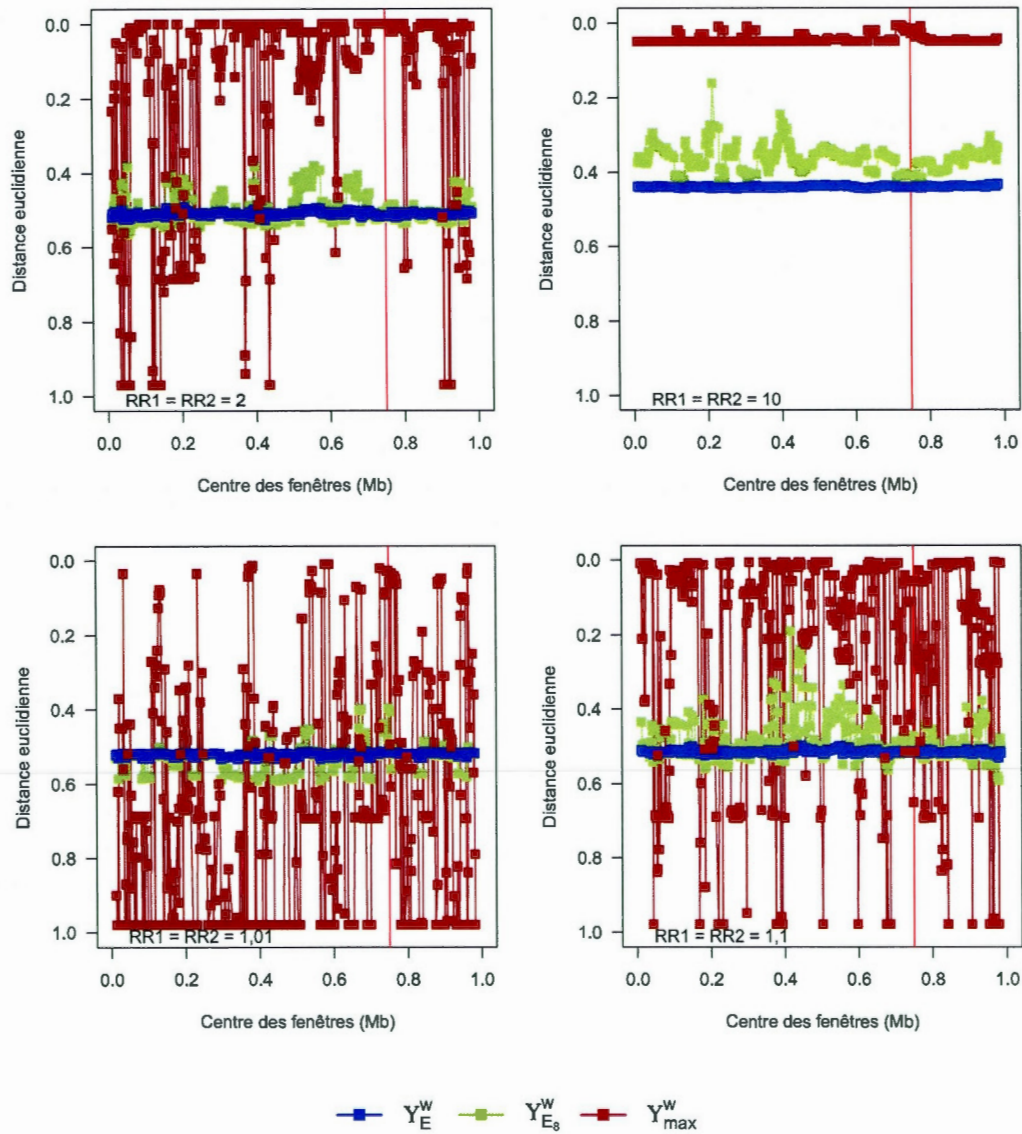 0.0
0.2
0.4
0.6
0.8
1.0
Distance euclidienne
RR1 = RR2 = 2
0.0 0.2 0.4 0.6 0.8 1.0
Centre des fenêtres (Mb)
0.0
0.2
0.4
0.6
0.8
1.0
Distance euclidienne
RR1 = RR2 = 10
0.0 0.2 0.4 0.6 0.8 1.0
Centre des fenêtres (Mb)
0.0
0.2
0.4
0.6
0.8
1.0
Distance euclidienne
RR1 = RR2 = 1,01
0.0 0.2 0.4 0.6 0.8 1.0
Centre des fenêtres (Mb)
0.0
0.2
0.4
0.6
0.8
1.0
Distance euclidienne
RR1 = RR2 = 1,1
0.0 0.2 0.4 0.6 0.8 1.0
Centre des fenêtres (Mb)
Y_E^W Y_E8^W Y_max^W